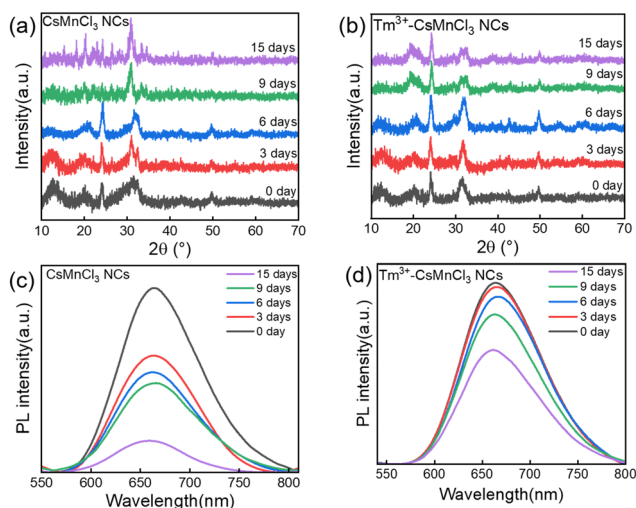 (a) CsMnCl₃ NCs
15 days
9 days
6 days
3 days
0 day
Intensity(a.u.)
10 20 30 40 50 60 70
2θ (°)
(b) Tm³⁺-CsMnCl₃ NCs
15 days
9 days
6 days
3 days
0 day
Intensity(a.u.)
10 20 30 40 50 60 70
2θ (°)
(c) CsMnCl₃ NCs
15 days
9 days
6 days
3 days
0 day
PL intensity(a.u.)
550 600 650 700 750 800
Wavelength(nm)
(d) Tm³⁺-CsMnCl₃ NCs
15 days
9 days
6 days
3 days
0 day
PL intensity(a.u.)
550 600 650 700 750 800
Wavelength(nm)